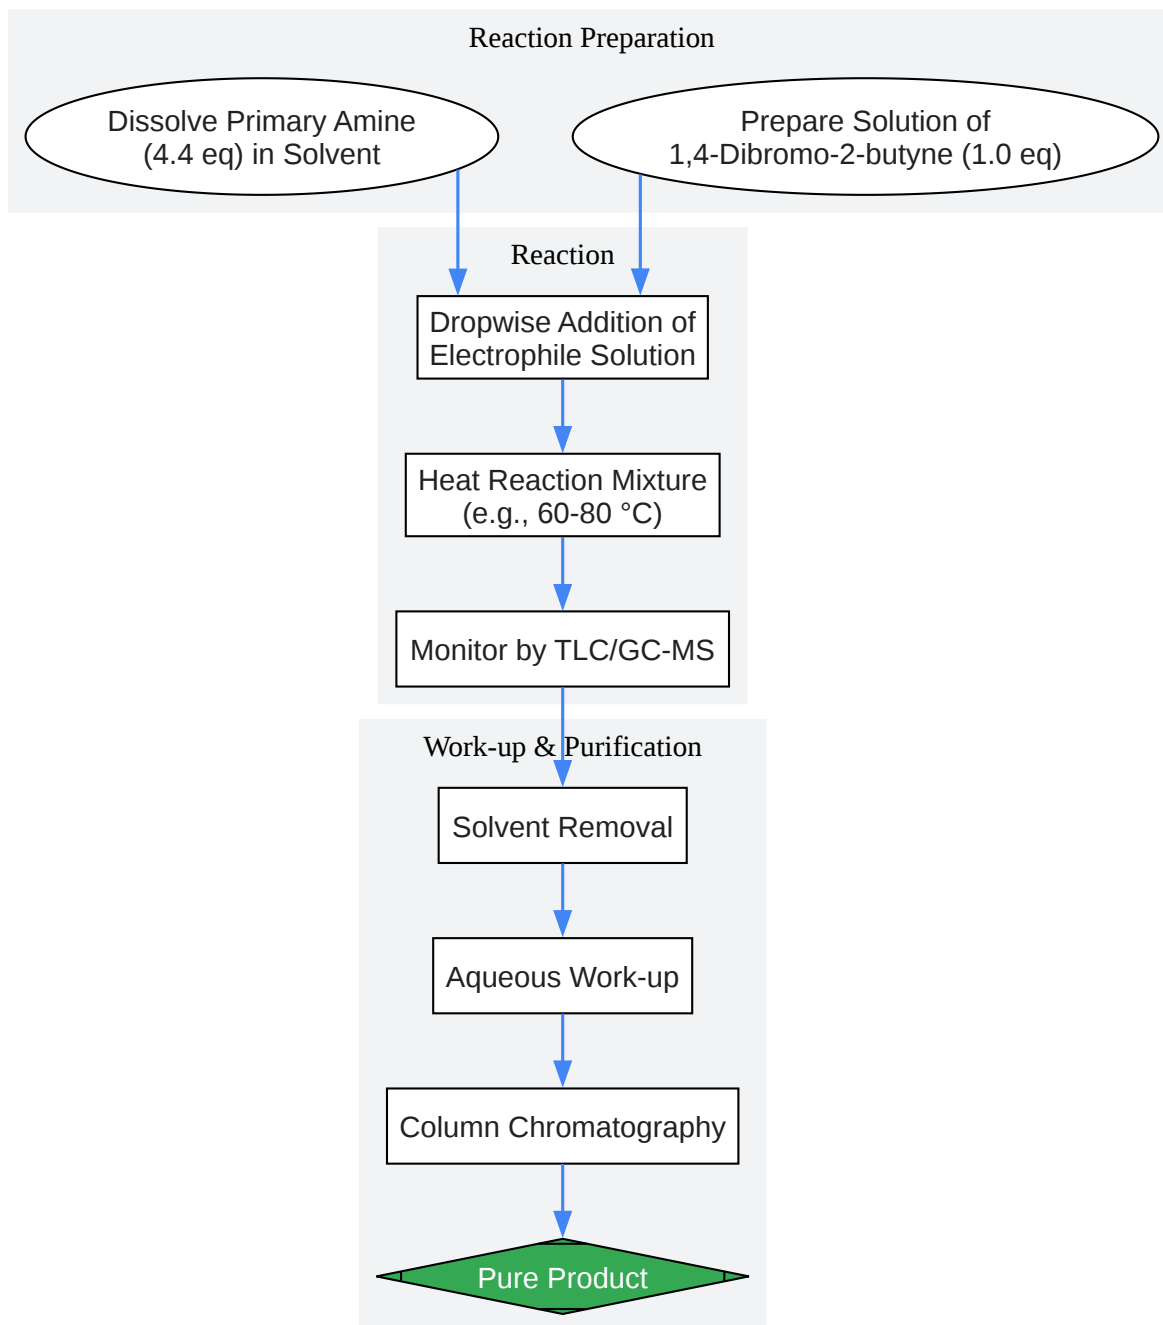 Reaction Preparation
Dissolve Primary Amine
(4.4 eq) in Solvent
Prepare Solution of
1,4-Dibromo-2-butyne (1.0 eq)
Reaction
Dropwise Addition of
Electrophile Solution
Heat Reaction Mixture
(e.g., 60-80 °C)
Monitor by TLC/GC-MS
Work-up & Purification
Solvent Removal
Aqueous Work-up
Column Chromatography
Pure Product